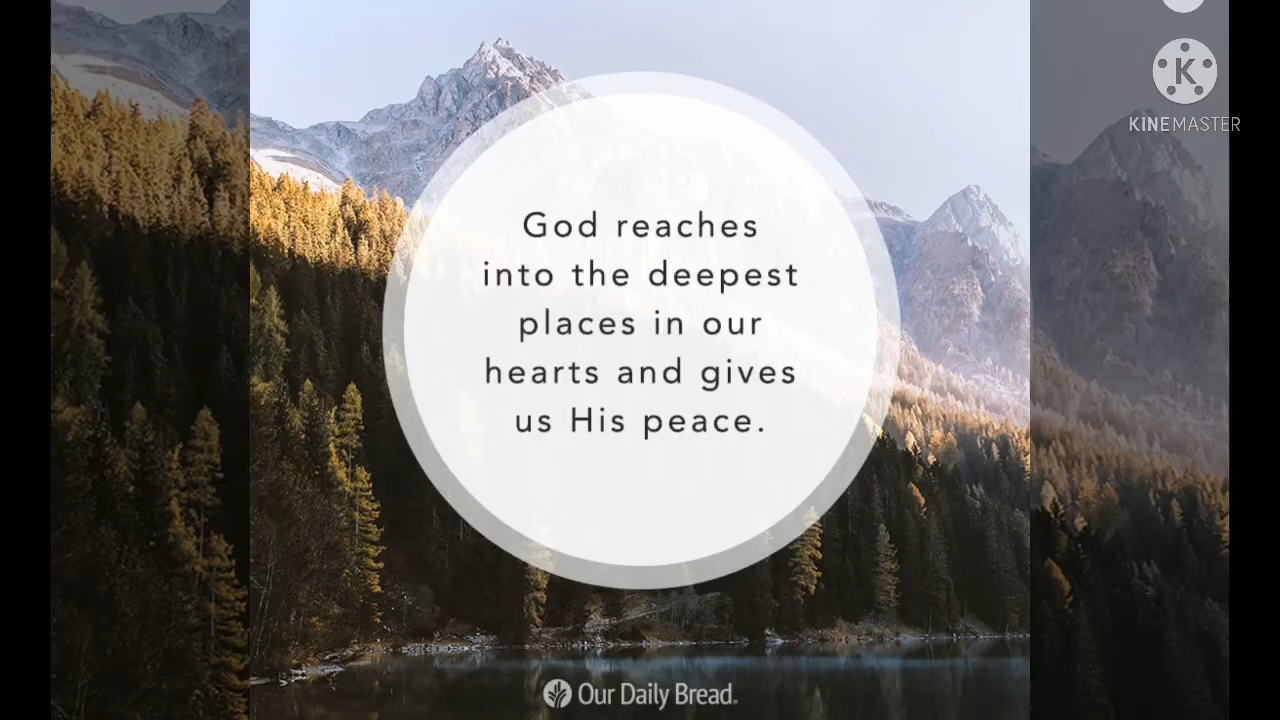 K
KINEMASTER
God reaches
into the deepest
places in our
hearts and gives
us His peace.
Our Daily Bread®